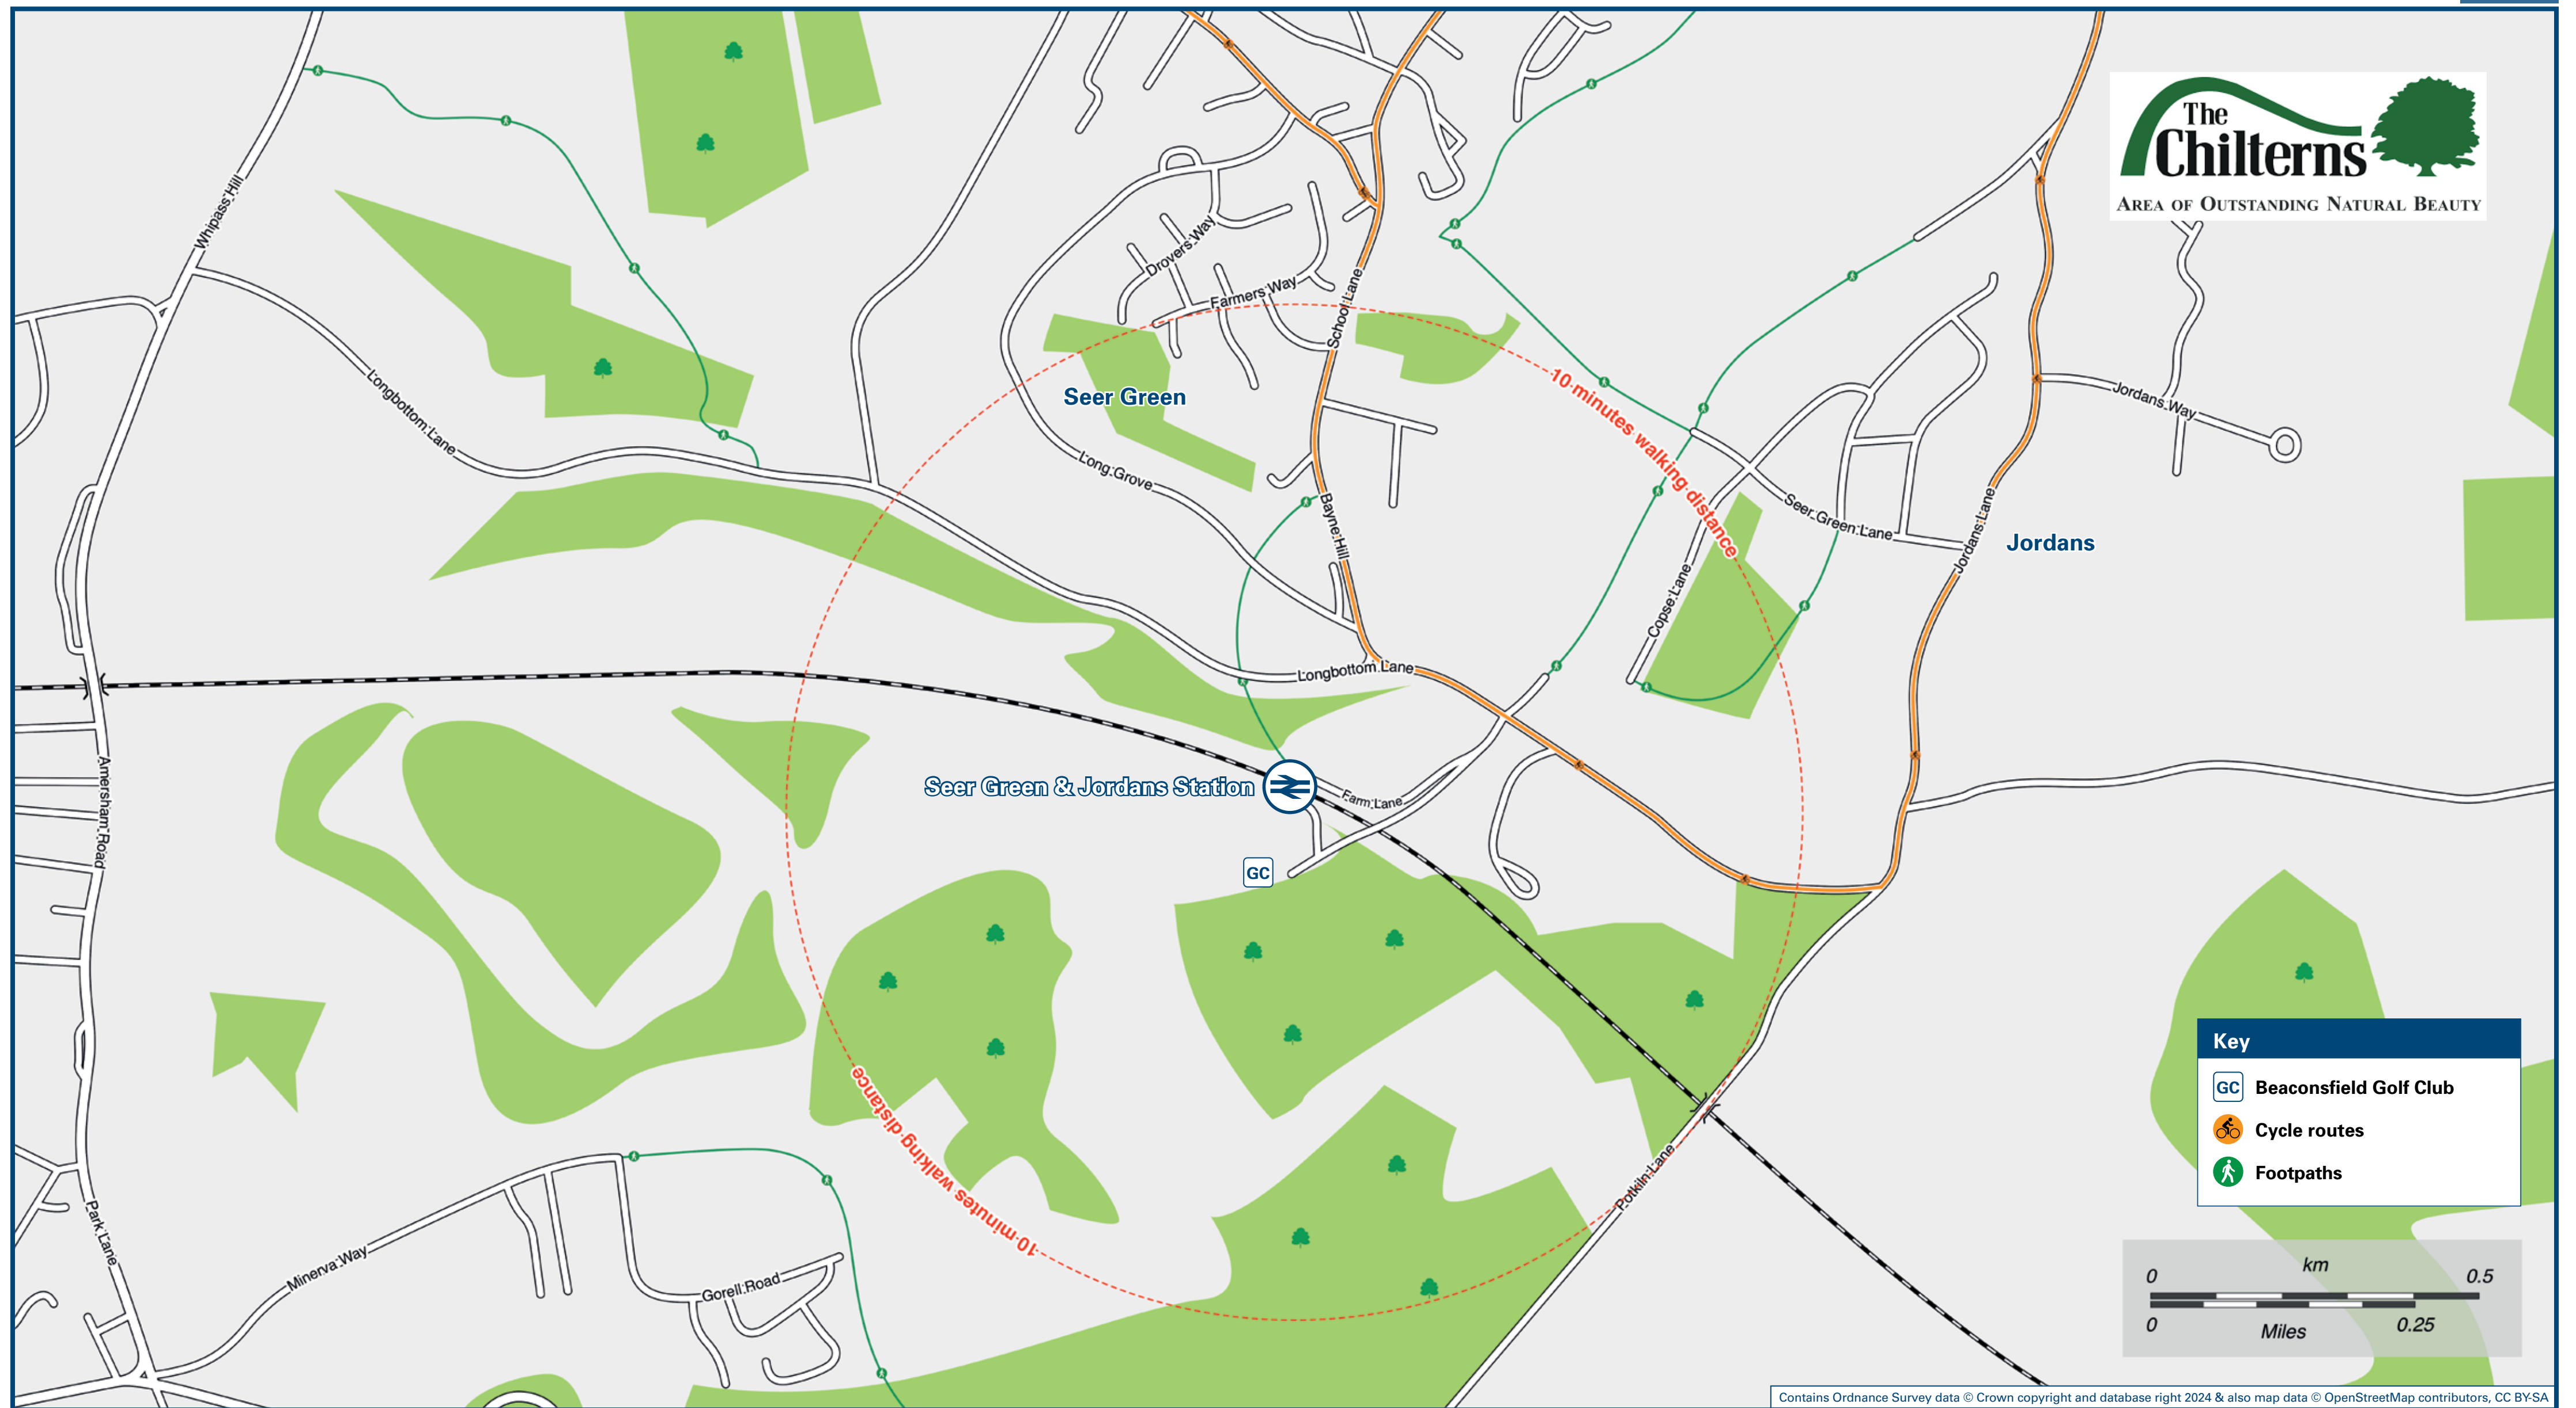 The
Chilterns
AREA OF OUTSTANDING NATURAL BEAUTY
Whipass Hill
Drovers Way
Farmers Way
School Lane
Longbottom Lane
Seer Green
10 minutes walking distance
Jordans Way
Long Grove
Bayne Hill
Seer Green Lane
Jordans Lane
Jordans
Copse Lane
Longbottom Lane
Amersham Road
Seer Green & Jordans Station
Farm Lane
GC
10 minutes walking distance
Potkiln Lane
Park Lane
Minerva Way
Gorell Road
Key
GC Beaconsfield Golf Club
Cycle routes
Footpaths
km
0 0.5
0 0.25
Miles
Contains Ordnance Survey data © Crown copyright and database right 2024 & also map data © OpenStreetMap contributors, CC BY-SA